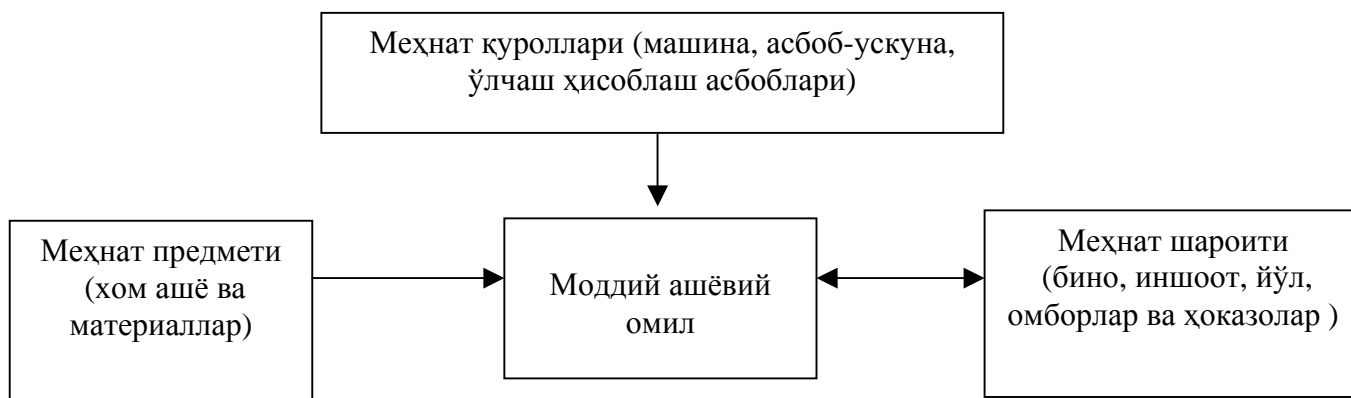 Меҳнат қуроллари (машина, асбоб-ускуна,
ўлчаш ҳисоблаш асбоблари)
Меҳнат предмети
(хом ашё ва
материаллар)
Моддий ашёвий
омил
Меҳнат шароити
(бино, иншоот, йўл,
омборлар ва ҳоказолар )